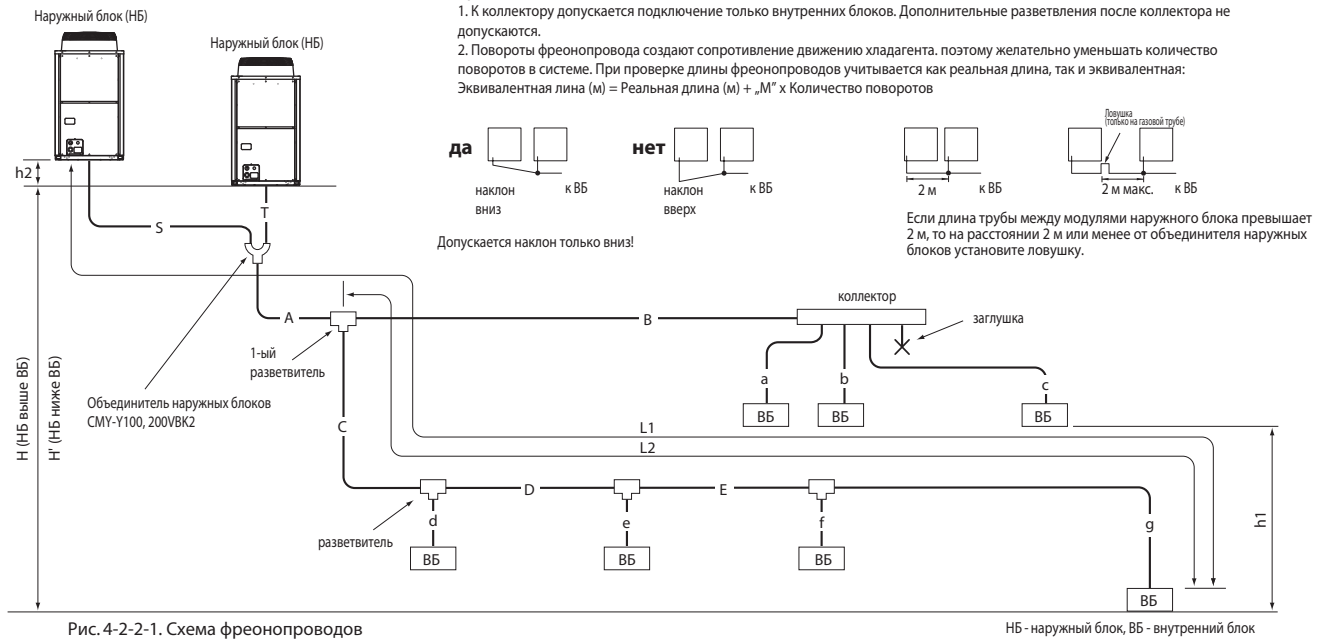 1. К коллектору допускается подключение только внутренних блоков. Дополнительные разветвления после коллектора не
допускаются.
2. Повороты фреонопровода создают сопротивление движению хладагента. поэтому желательно уменьшать количество
поворотов в системе. При проверке длины фреонопроводов учитывается как реальная длина, так и эквивалентная:
Эквивалентная лина (м) = Реальная длина (м) + „М” x Количество поворотов
Наружный блок (НБ)
Наружный блок (НБ)
h2
да
наклон
вниз
к ВБ
нет
наклон
вверх
к ВБ
Допускается наклон только вниз!
2 м
к ВБ
Ловушка
(только на газовой трубе)
2 м макс.
к ВБ
Если длина трубы между модулями наружного блока превышает
2 м, то на расстоянии 2 м или менее от объединителя наружных
блоков установите ловушку.
S
T
A
B
коллектор
заглушка
1-ый
разветвитель
Объединитель наружных блоков
CMY-Y100, 200VBK2
H (НБ выше ВБ)
H' (НБ ниже ВБ)
a
b
c
ВБ
ВБ
ВБ
C
L1
L2
D
E
d
e
f
g
h1
разветвитель
ВБ
ВБ
ВБ
ВБ
Рис. 4-2-2-1. Схема фреонопроводов
НБ - наружный блок, ВБ - внутренний блок